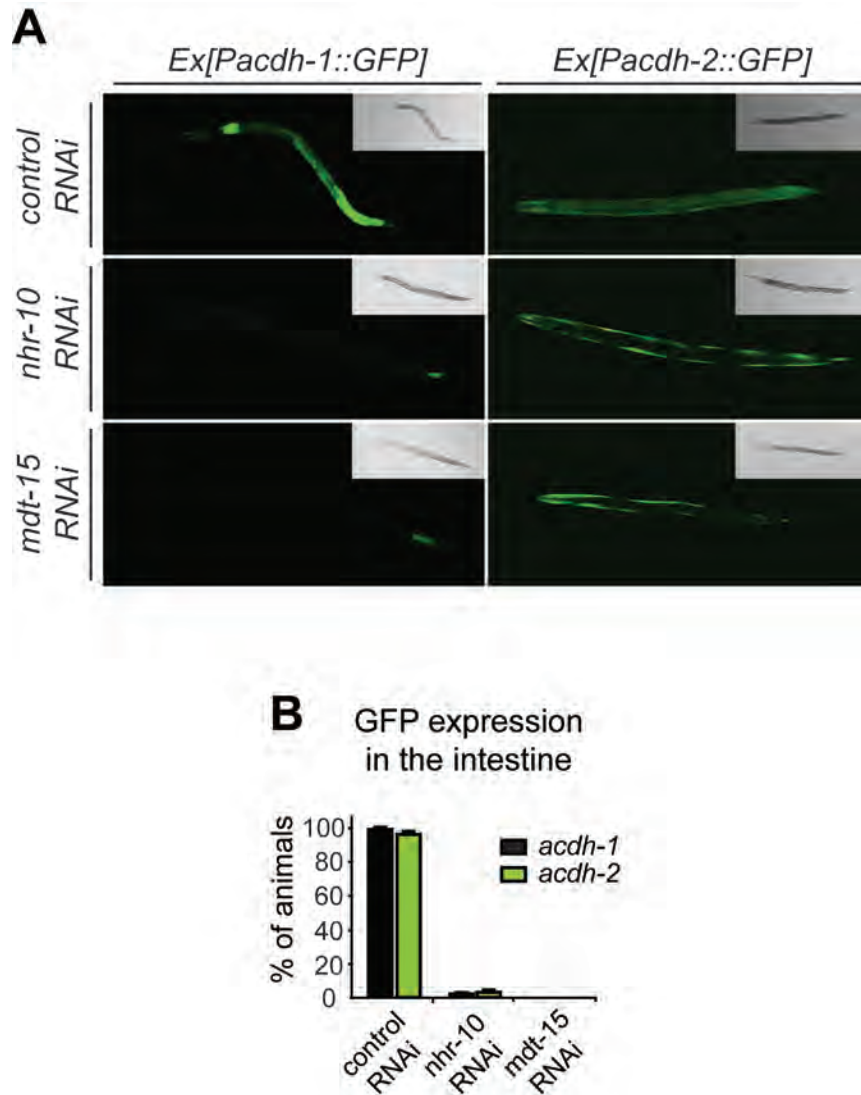 A
Ex[Pacdh-1::GFP]
Ex[Pacdh-2::GFP]
control
RNAi
nhr-10
RNAi
mdt-15
RNAi
B
GFP expression
in the intestine
% of animals
100
80
60
40
20
0
acdh-1
acdh-2
control
RNAi
nhr-10
RNAi
mdt-15
RNAi